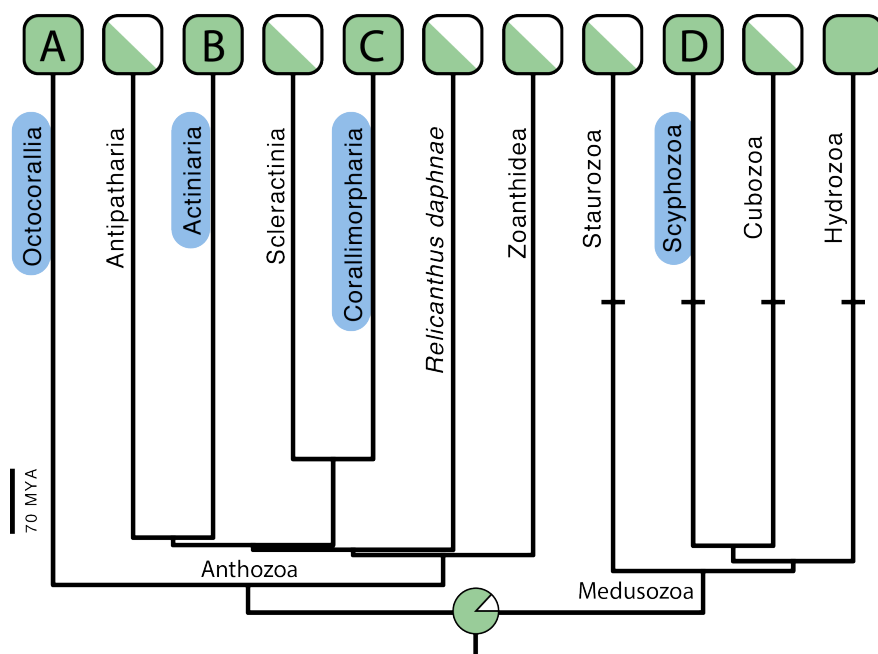 A
B
C
D
Octocorallia
Antipatharia
Actiniaria
Scleractinia
Corallimorpharia
Relicanthus daphnae
Zoanthidea
Staurozoa
Scyphozoa
Cubozoa
Hydrozoa
70 MYA
Anthozoa
Medusozoa